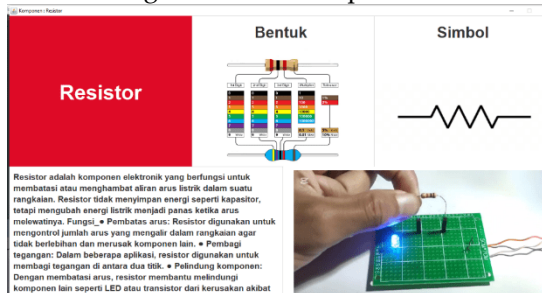 Komponen : Resistor
Resistor
Bentuk
Simbol
Resistor adalah komponen elektronik yang berfungsi untuk
membatasi atau menghambat aliran arus listrik dalam suatu
rangkaian. Resistor tidak menyimpan energi seperti kapasitor,
tetapi mengubah energi listrik menjadi panas ketika arus
melewatinya. Fungsi_● Pembatas arus: Resistor digunakan untuk
mengontrol jumlah arus yang mengalir dalam rangkaian agar
tidak berlebihan dan merusak komponen lain. ● Pembagi
tegangan: Dalam beberapa aplikasi, resistor digunakan untuk
membagi tegangan di antara dua titik. ● Pelindung komponen:
Dengan membatasi arus, resistor membantu melindungi
komponen lain seperti LED atau transistor dari kerusakan akibat